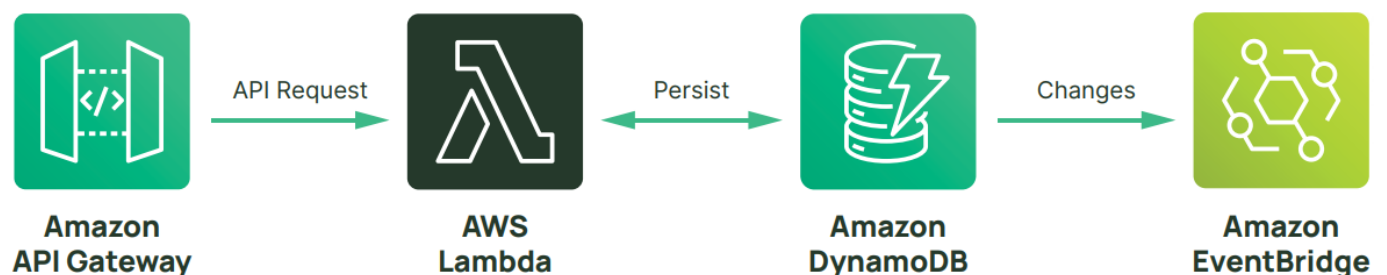 </>
API Request
Persist
Changes
Amazon
API Gateway
AWS
Lambda
Amazon
DynamoDB
Amazon
EventBridge